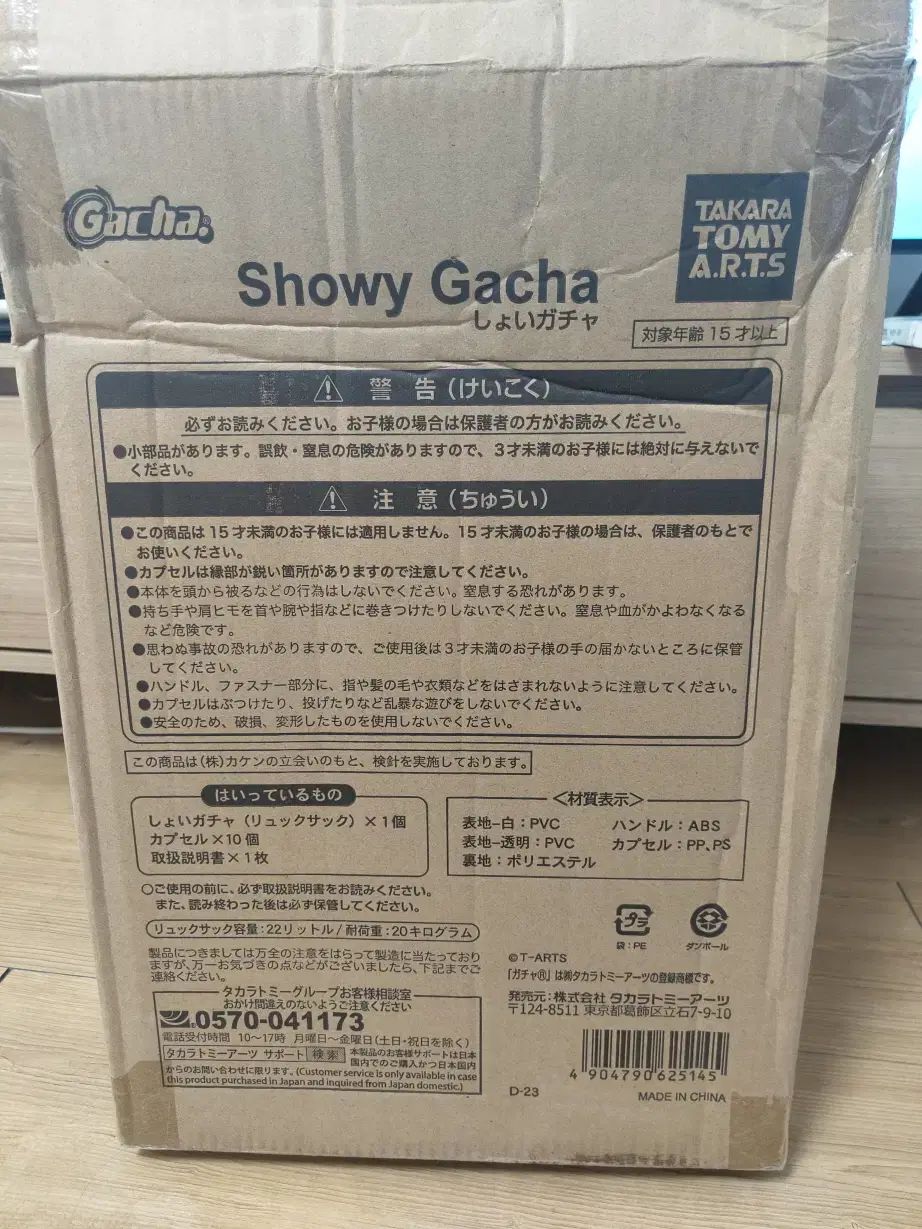 Gacha®
TAKARA
TOMY
A.R.T.S
Showy Gacha
しょいガチャ
対象年齢 15才以上
警 告(けいこく)
必ずお読みください。お子様の場合は保護者の方がお読みください。
●小部品があります。誤飲・窒息の危険がありますので、3才未満のお子様には絶対に与えないで
ください。
注 意(ちゅうい)
●この商品は15才未満のお子様には適用しません。15才未満のお子様の場合は、保護者のもとで
お使いください。
●カプセルは縁部が鋭い箇所がありますので注意してください。
●本体を頭から被るなどの行為はしないでください。窒息する恐れがあります。
●持ち手や肩ヒモを首や腕や指などに巻きつけたりしないでください。窒息や血がかよわなくなる
など危険です。
●思わぬ事故の恐れがありますので、ご使用後は3才未満のお子様の手の届かないところに保管
してください。
●ハンドル、ファスナー部分に、指や髪の毛や衣類などをはさまれないように注意してください。
●カプセルはぶつけたり、投げたりなど乱暴な遊びをしないでください。
●安全のため、破損、変形したものを使用しないでください。
この商品は(株)カケンの立会いのもと、検針を実施しております。
はいっているもの
しょいガチャ(リュックサック)×1個
カプセル×10個
取扱説明書×1枚
<材質表示>
表地−白:PVC ハンドル:ABS
表地−透明:PVC カプセル:PP、PS
裏地:ポリエステル
○ご使用の前に、必ず取扱説明書をお読みください。
また、読み終わった後は必ず保管してください。
リュックサック容量:22リットル/耐荷重:20キログラム
製品につきましては万全の注意をはらって製造に当たっており
ますが、万一お気づきの点などがございましたら、下記までご
連絡ください。
タカラトミーグループお客様相談室
おかけ間違えのないようご注意ください
0570-041173
電話受付時間 10〜17時 月曜日〜金曜日(土日・祝日を除く)
タカラトミーアーツ サポート 検索 本製品のお客様サポートは日本
国内でのご購入かつ日本国内
からのお問い合わせに限ります。(Customer service is only available in case
this product purchased in Japan and inquired from Japan domestic.)
プラ
袋:PE
ダンボール
©T-ARTS
「ガチャ®」は㈱タカラトミーアーツの登録商標です。
発売元:株式会社 タカラトミーアーツ
〒124-8511 東京都葛飾区立石7-9-10
4 904790 625145
D-23
MADE IN CHINA